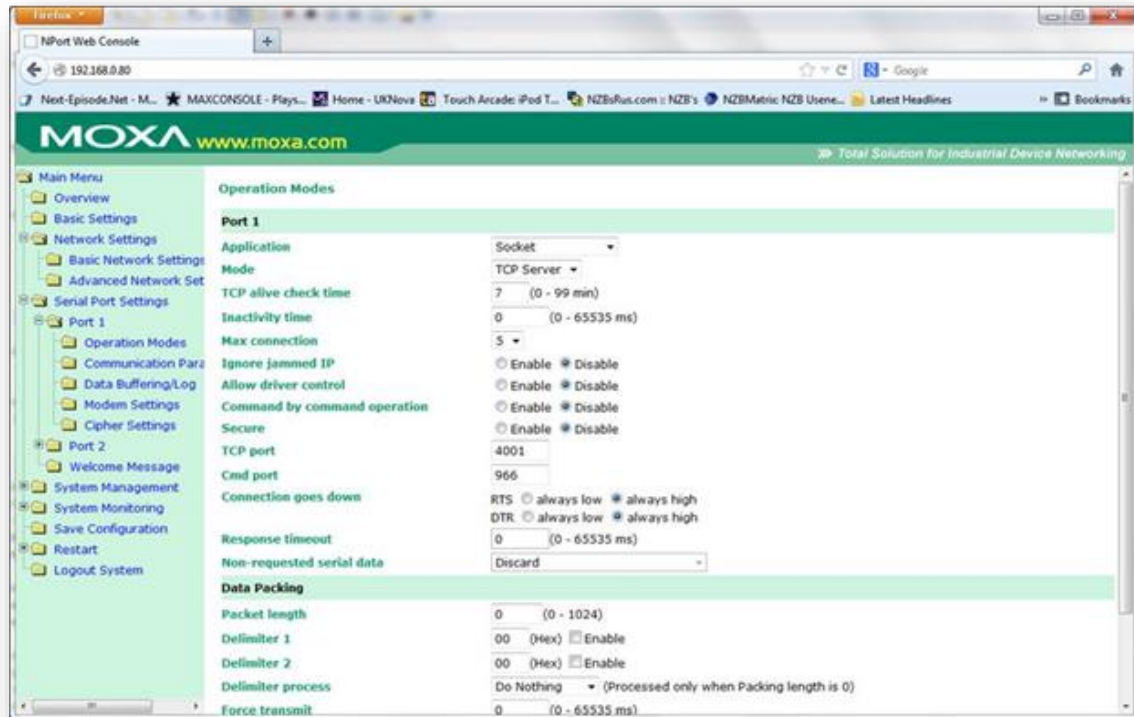 Firefox
NPort Web Console
192.168.0.80
Google
Next-Episode.Net - M... MAXCONSOLE - Plays... Home - UKNova Touch Arcade: iPod T... NZBsRus.com :: NZB's NZBMatrix NZB Usene... Latest Headlines » Bookmarks
MOXA www.moxa.com
Total Solution for Industrial Device Networking
Main Menu
Overview
Basic Settings
Network Settings
Basic Network Settings
Advanced Network Set
Serial Port Settings
Port 1
Operation Modes
Communication Para
Data Buffering/Log
Modem Settings
Cipher Settings
Port 2
Welcome Message
System Management
System Monitoring
Save Configuration
Restart
Logout System
Operation Modes
Port 1
Application Socket
Mode TCP Server
TCP alive check time 7 (0 - 99 min)
Inactivity time 0 (0 - 65535 ms)
Max connection 5
Ignore jammed IP Enable Disable
Allow driver control Enable Disable
Command by command operation Enable Disable
Secure Enable Disable
TCP port 4001
Cmd port 966
Connection goes down RTS always low always high
DTR always low always high
Response timeout 0 (0 - 65535 ms)
Non-requested serial data Discard
Data Packing
Packet length 0 (0 - 1024)
Delimiter 1 00 (Hex) Enable
Delimiter 2 00 (Hex) Enable
Delimiter process Do Nothing (Processed only when Packing length is 0)
Force transmit 0 (0 - 65535 ms)